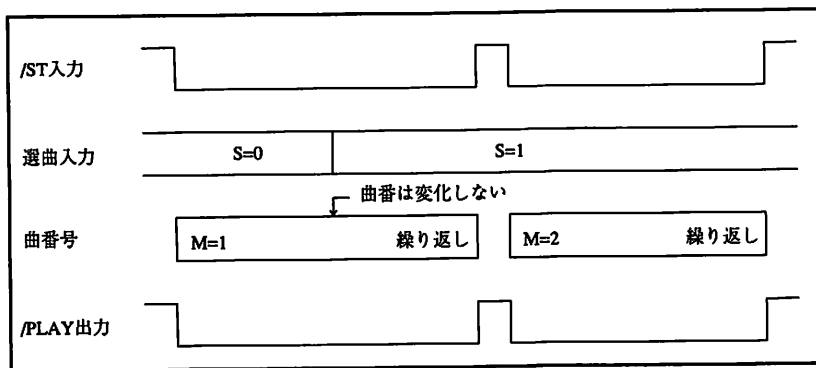 /ST入力
選曲入力
S=0
S=1
曲番は変化しない
曲番号
M=1
繰り返し
M=2
繰り返し
/PLAY出力